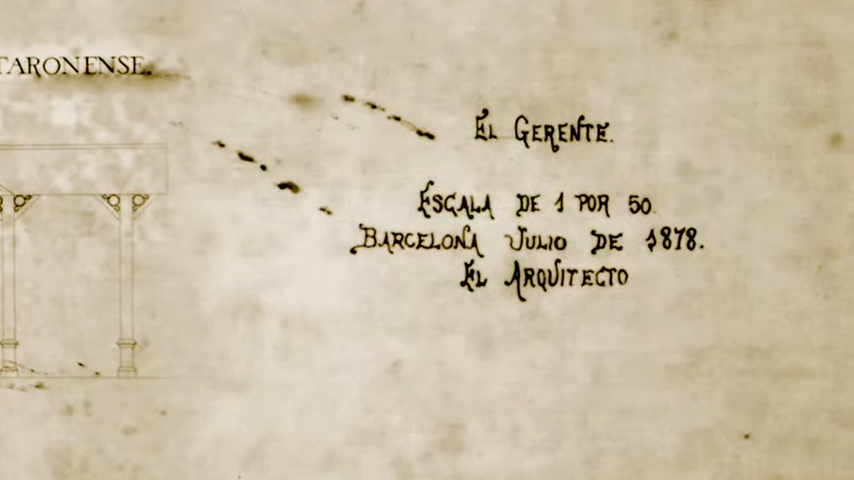 TARONENSE.
EL GERENTE.
ESCALA DE 1 POR 50.
BARCELONA JULIO DE 1878.
EL ARQUITECTO